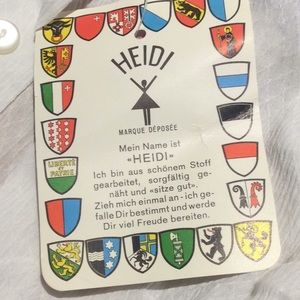 HEIDI
MARQUE DÉPOSÉE
Mein Name ist
«HEIDI»
Ich bin aus schönem Stoff
gearbeitet, sorgfältig ge-
näht und «sitze gut».
Zieh mich einmal an-ich ge-
falle Dir bestimmt und werde
Dir viel Freude bereiten.
LIBERTÉ
ET
PATRIE